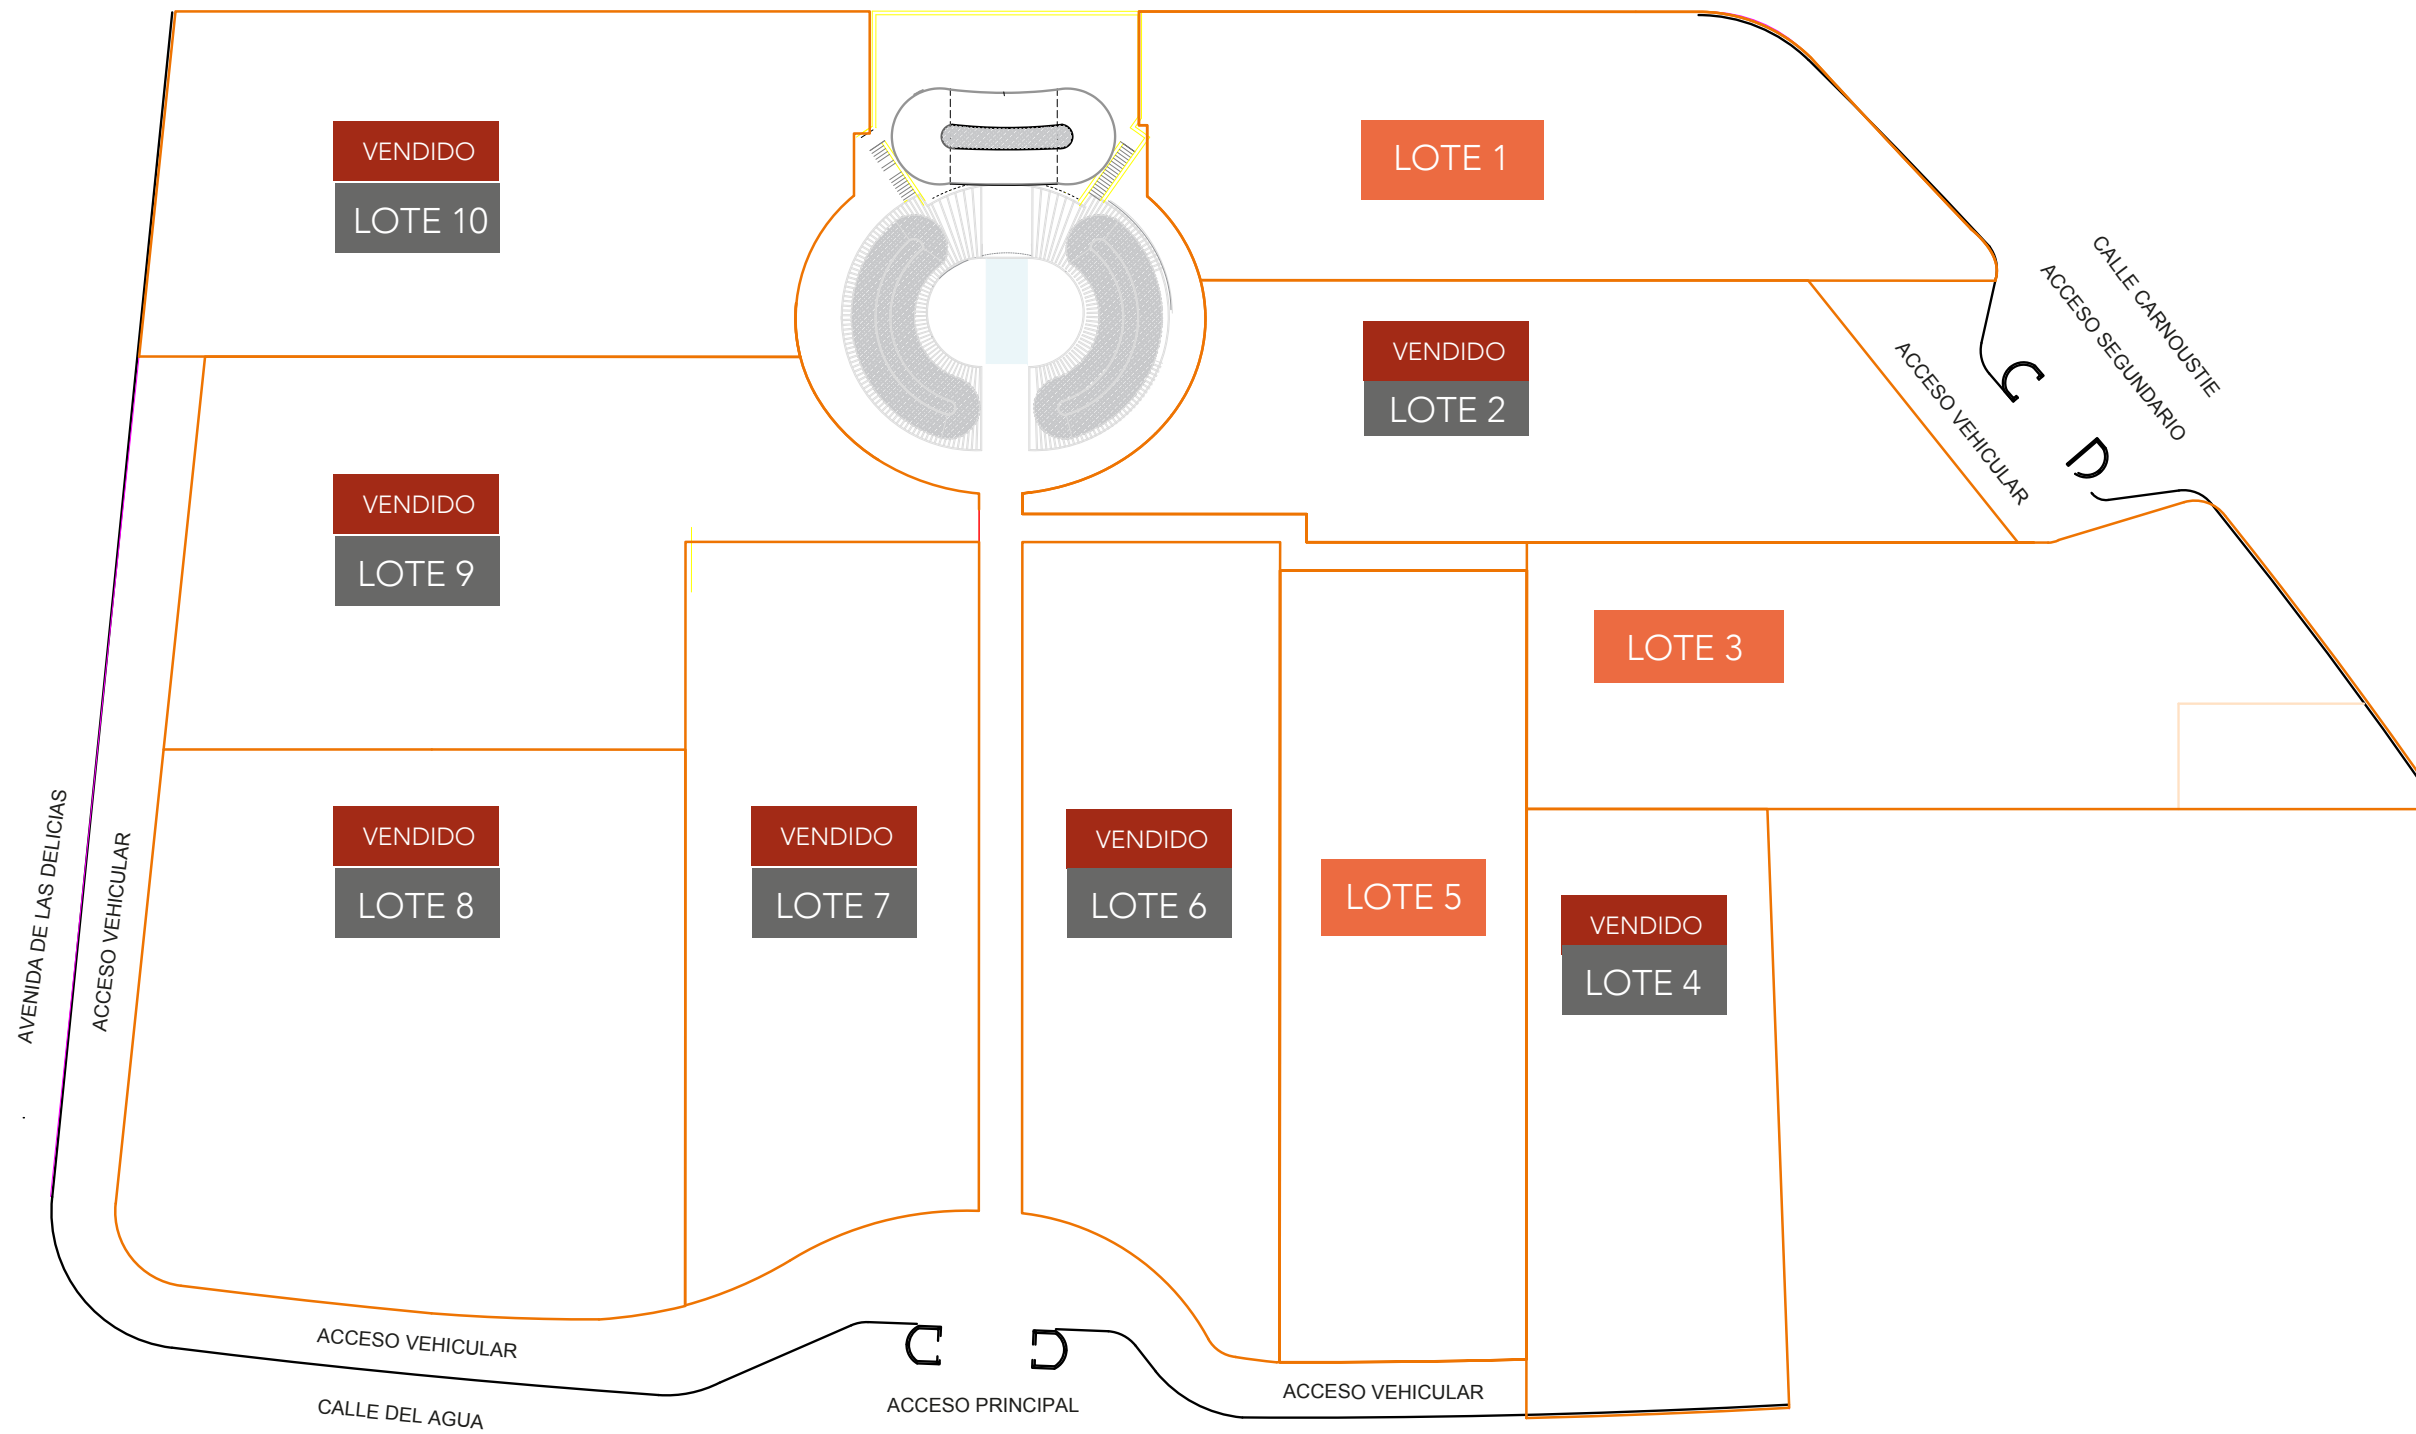 VENDIDO
LOTE 10
LOTE 1
VENDIDO
LOTE 2
CALLE CARNOUSTIE
ACCESO SEGUNDARIO
ACCESO VEHICULAR
VENDIDO
LOTE 9
LOTE 3
VENDIDO
LOTE 8
VENDIDO
LOTE 7
VENDIDO
LOTE 6
LOTE 5
VENDIDO
LOTE 4
AVENIDA DE LAS DELICIAS
ACCESO VEHICULAR
ACCESO VEHICULAR
CALLE DEL AGUA
ACCESO PRINCIPAL
ACCESO VEHICULAR